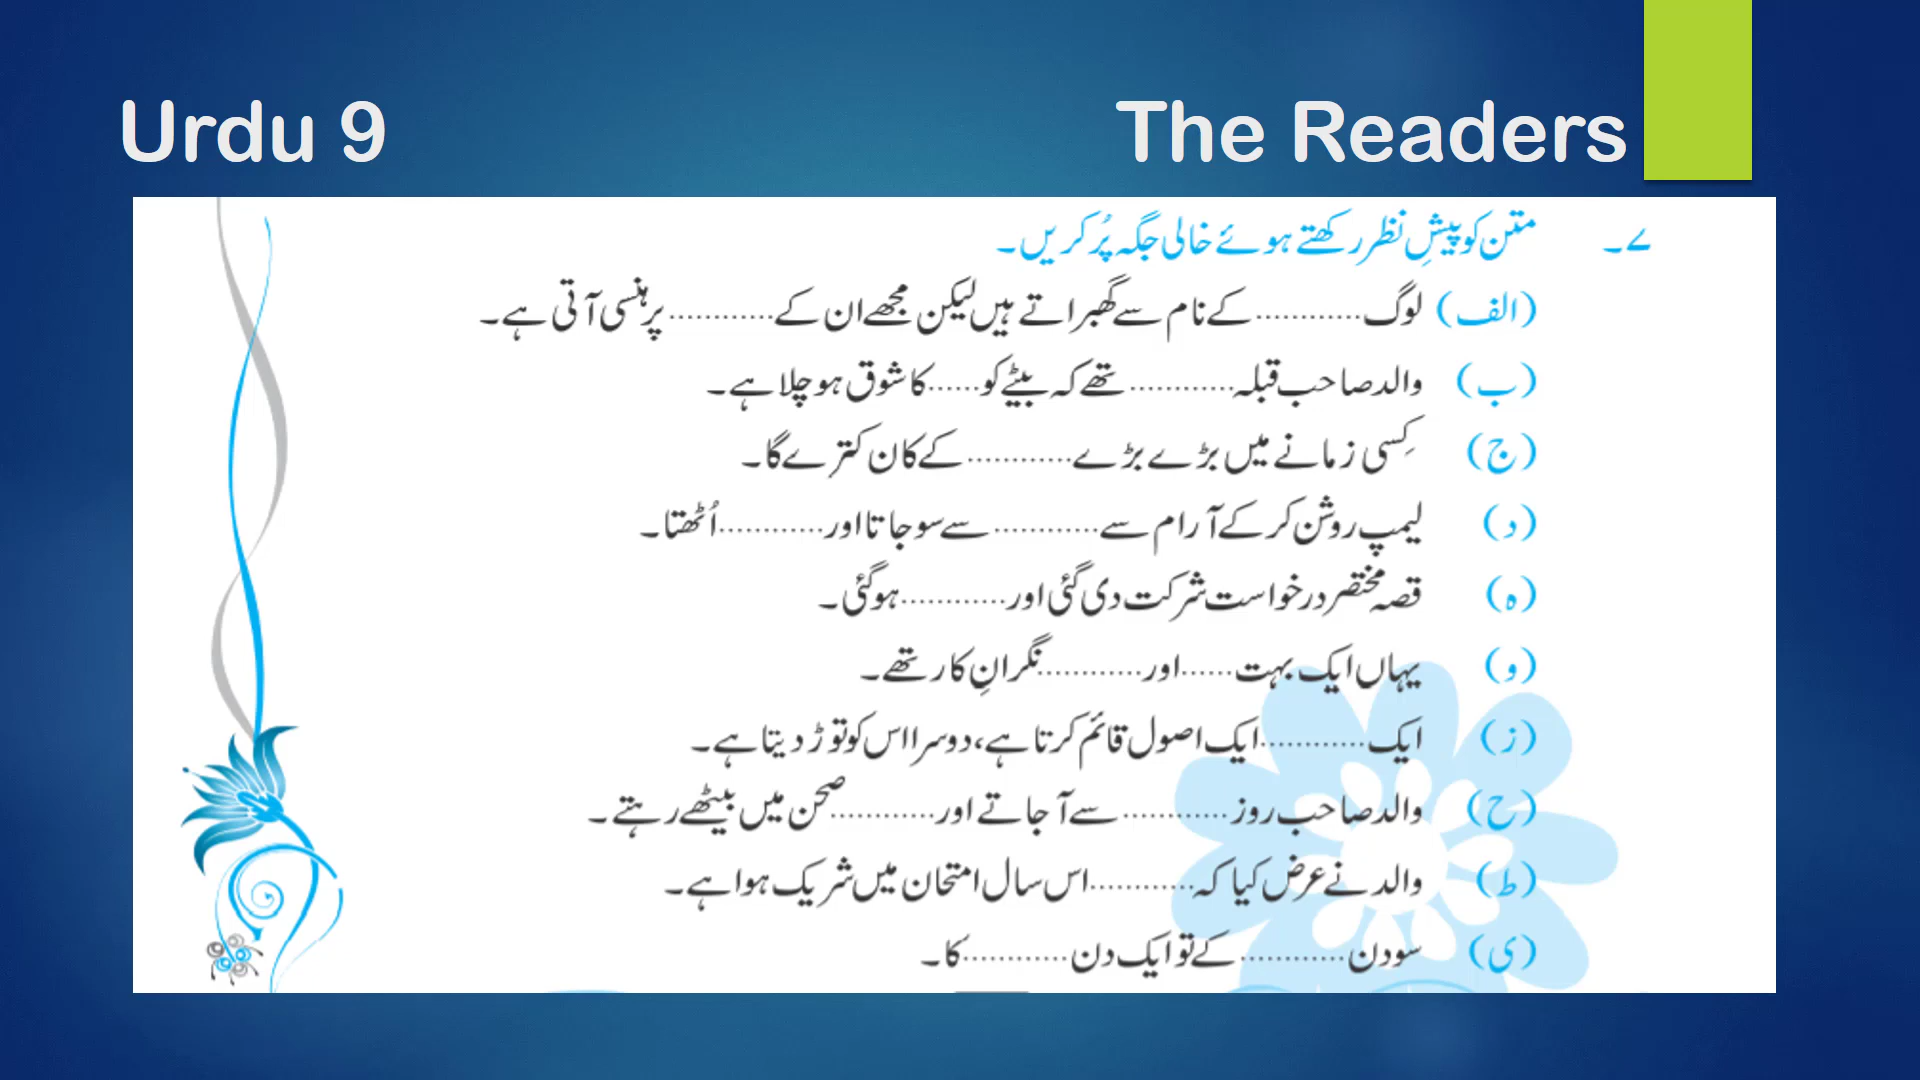 Urdu 9
The Readers
۷۔ متن کو پیشِ نظر رکھتے ہوئے خالی جگہ پُر کریں۔
(الف) لوگ............کے نام سے گھبراتے ہیں لیکن مجھے ان کے............پر ہنسی آتی ہے۔
(ب) والد صاحب قبلہ............تھے کہ بیٹے کو......کا شوق ہو چلا ہے۔
(ج) کِسی زمانے میں بڑے بڑے............کے کان کترے گا۔
(د) لیمپ روشن کر کے آرام سے............سے سو جاتا اور............اُٹھتا۔
(ہ) قصہ مختصر درخواست شرکت دی گئی اور............ہو گئی۔
(و) یہاں ایک بہت......اور............نگرانِ کار تھے۔
(ز) ایک............ایک اصول قائم کرتا ہے، دوسرا اس کو توڑ دیتا ہے۔
(ح) والد صاحب روز............سے آ جاتے اور............صحن میں بیٹھے رہتے۔
(ط) والد نے عرض کیا کہ............اس سال امتحان میں شریک ہوا ہے۔
(ی) سو دن............کے تو ایک دن............کا۔